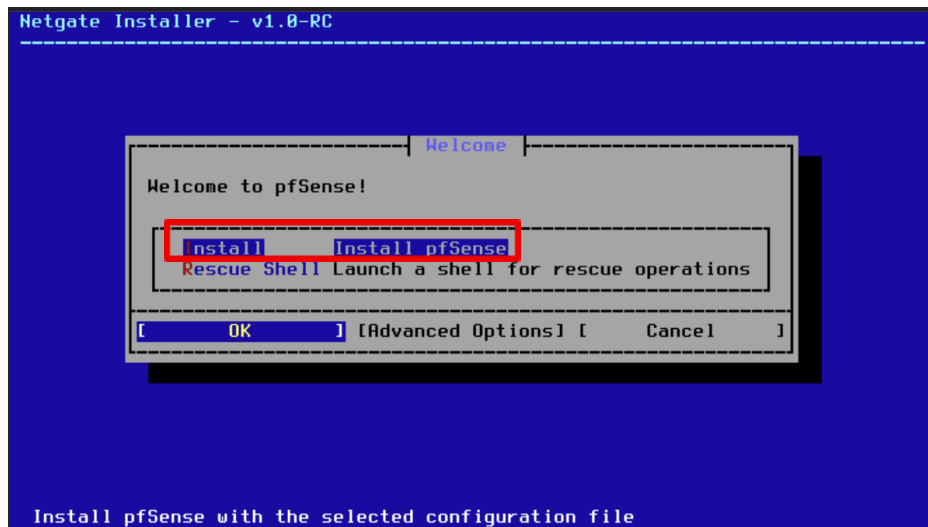 Netgate Installer - v1.0-RC
Welcome
Welcome to pfSense!
Install Install pfSense
Rescue Shell Launch a shell for rescue operations
[ OK ] [Advanced Options] [ Cancel ]
Install pfSense with the selected configuration file